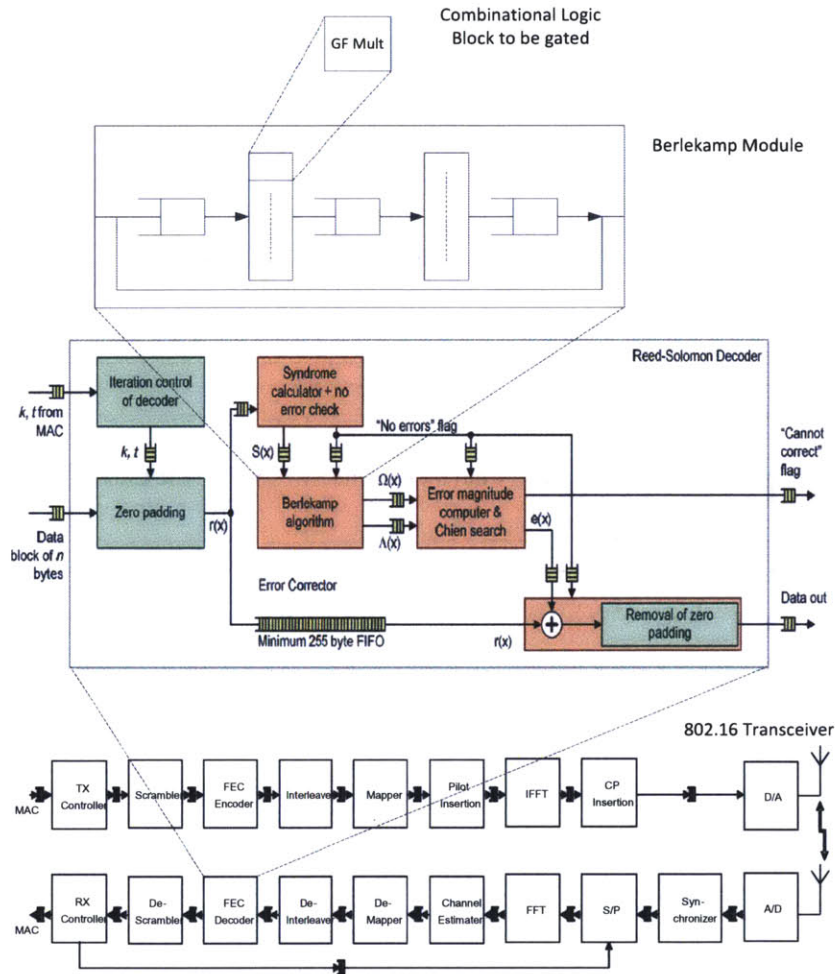 Combinational Logic
Block to be gated
GF Mult
Berlekamp Module
Reed-Solomon Decoder
Iteration control
of decoder
Syndrome
calculator + no
error check
k, t from
MAC
"No errors" flag
"Cannot
correct"
flag
k, t
S(x)
Ω(x)
Zero padding
Berlekamp
algorithm
Error magnitude
computer &
Chien search
r(x)
e(x)
Λ(x)
Data
block of n
bytes
Error Corrector
Data out
Removal of zero
padding
Minimum 255 byte FIFO
r(x)
802.16 Transceiver
MAC
TX
Controller
Scrambler
FEC
Encoder
Interleaver
Mapper
Pilot
Insertion
IFFT
CP
Insertion
D/A
MAC
RX
Controller
De-
Scrambler
FEC
Decoder
De-
Interleaver
De-
Mapper
Channel
Estimater
FFT
S/P
Syn-
chronizer
A/D